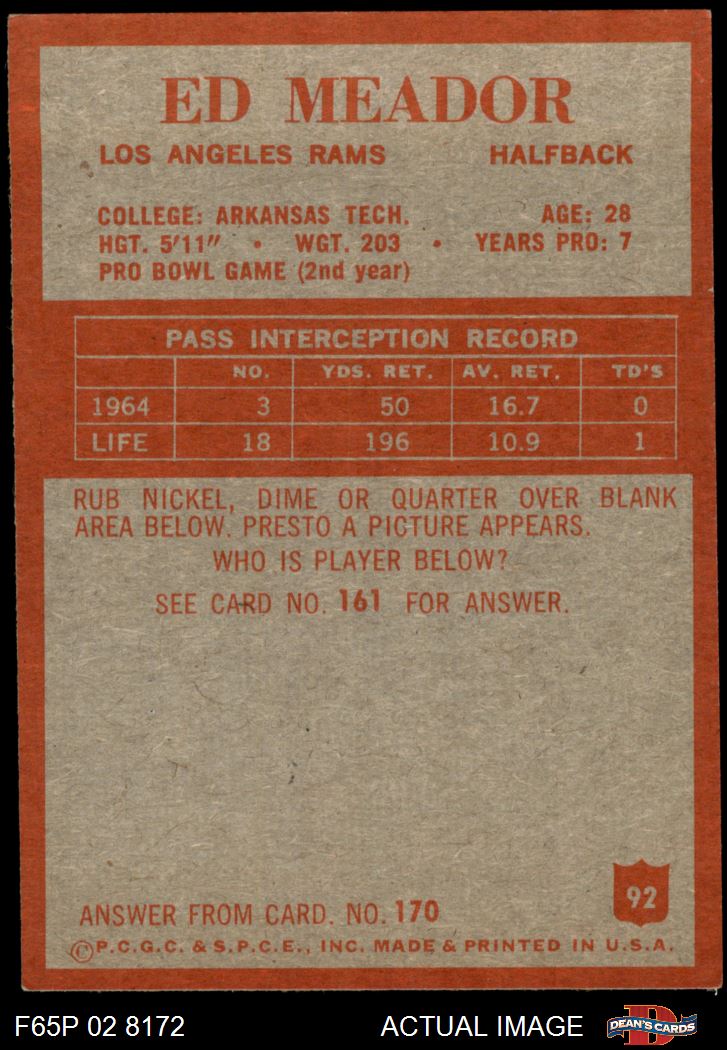 ED MEADOR
LOS ANGELES RAMS HALFBACK
COLLEGE: ARKANSAS TECH. AGE: 28
HGT. 5'11" • WGT. 203 • YEARS PRO: 7
PRO BOWL GAME (2nd year)
PASS INTERCEPTION RECORD
NO. YDS. RET. AV. RET. TD'S
1964 3 50 16.7 0
LIFE 18 196 10.9 1
RUB NICKEL, DIME OR QUARTER OVER BLANK
AREA BELOW. PRESTO A PICTURE APPEARS.
WHO IS PLAYER BELOW?
SEE CARD NO. 161 FOR ANSWER.
92
ANSWER FROM CARD. NO. 170
©P.C.G.C. & S.P.C.E., INC. MADE & PRINTED IN U.S.A.
F65P 02 8172 ACTUAL IMAGE D DEAN'S CARDS